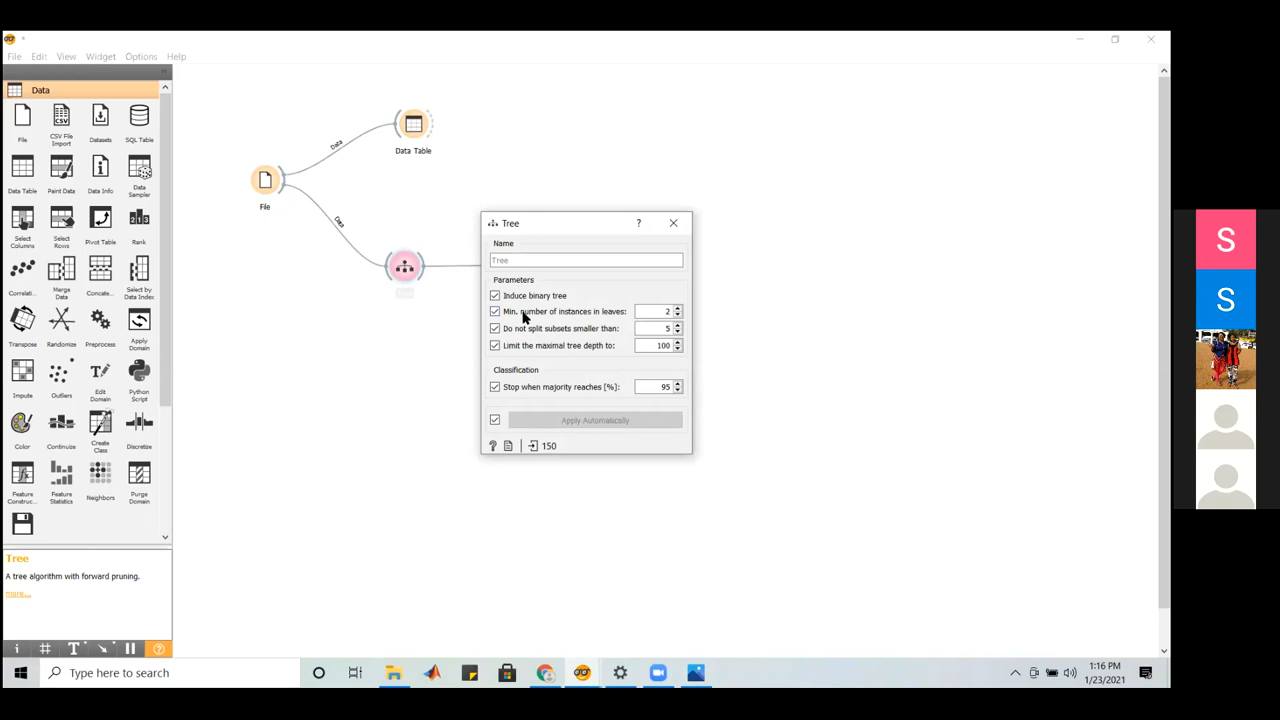 *
File Edit View Widget Options Help
Data
File CSV File Import Datasets SQL Table
Data Table Paint Data Data Info Data Sampler
Select Columns Select Rows Pivot Table Rank
Correlati... Merge Data Concate... Select by Data Index
Transpose Randomize Preprocess Apply Domain
Impute Outliers Edit Domain Python Script
Color Continuize Create Class Discretize
Feature Construc... Feature Statistics Neighbors Purge Domain
Tree
A tree algorithm with forward pruning.
more...
Data
Data Table
File
Data
Tree ?
Name
Tree
Parameters
Induce binary tree
Min. number of instances in leaves: 2
Do not split subsets smaller than: 5
Limit the maximal tree depth to: 100
Classification
Stop when majority reaches [%]: 95
Apply Automatically
? 150
S
S
i # T ?
Type here to search
1:16 PM
1/23/2021